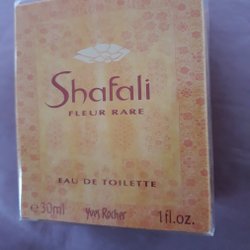 Shafali
FLEUR RARE
EAU DE TOILETTE
℮30ml Yves Rocher 1fl.oz.